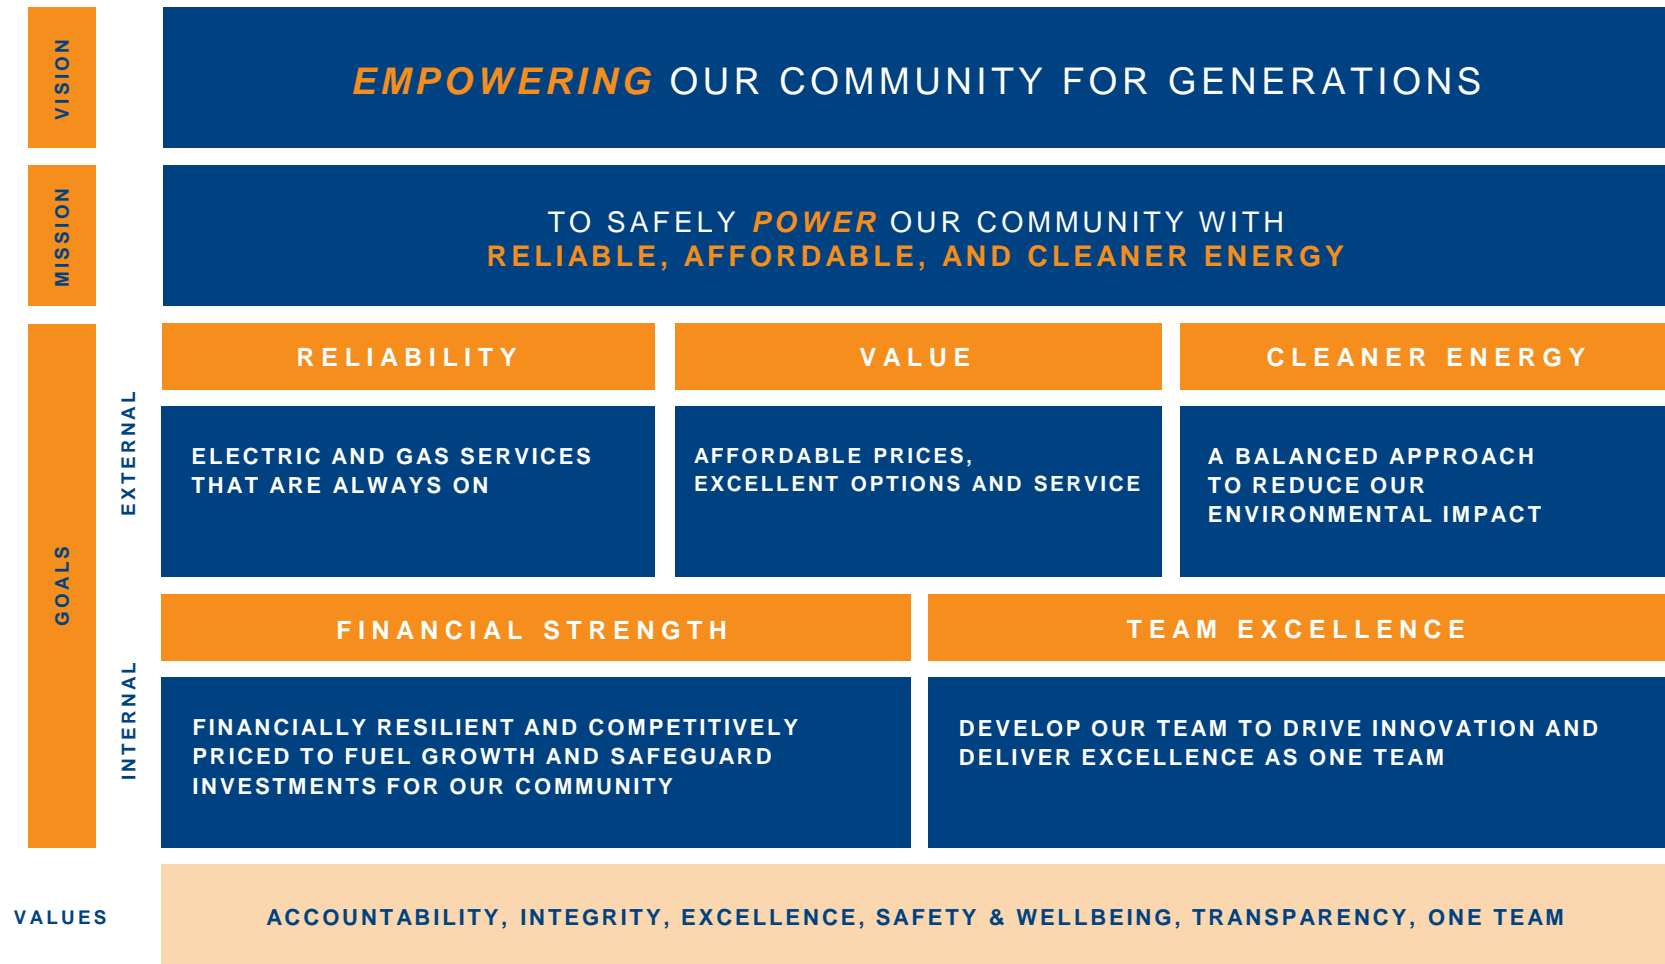 VISION
EMPOWERING OUR COMMUNITY FOR GENERATIONS
MISSION
TO SAFELY POWER OUR COMMUNITY WITH
RELIABLE, AFFORDABLE, AND CLEANER ENERGY
GOALS
EXTERNAL
RELIABILITY
ELECTRIC AND GAS SERVICES
THAT ARE ALWAYS ON
VALUE
AFFORDABLE PRICES,
EXCELLENT OPTIONS AND SERVICE
CLEANER ENERGY
A BALANCED APPROACH
TO REDUCE OUR
ENVIRONMENTAL IMPACT
INTERNAL
FINANCIAL STRENGTH
FINANCIALLY RESILIENT AND COMPETITIVELY
PRICED TO FUEL GROWTH AND SAFEGUARD
INVESTMENTS FOR OUR COMMUNITY
TEAM EXCELLENCE
DEVELOP OUR TEAM TO DRIVE INNOVATION AND
DELIVER EXCELLENCE AS ONE TEAM
VALUES
ACCOUNTABILITY, INTEGRITY, EXCELLENCE, SAFETY & WELLBEING, TRANSPARENCY, ONE TEAM